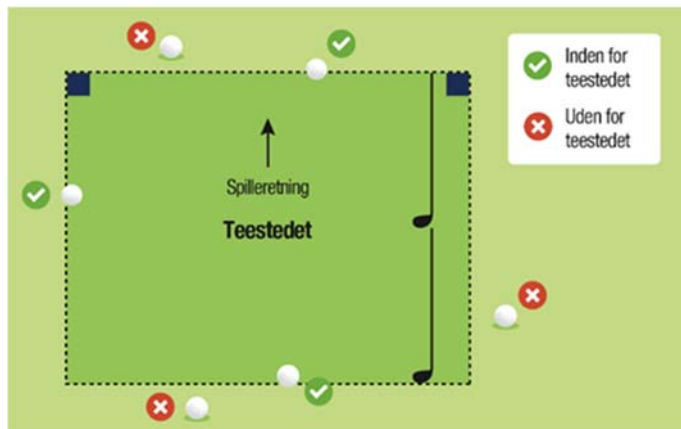 Inden for
teestedet
Uden for
teestedet
Spilleretning
Teestedet